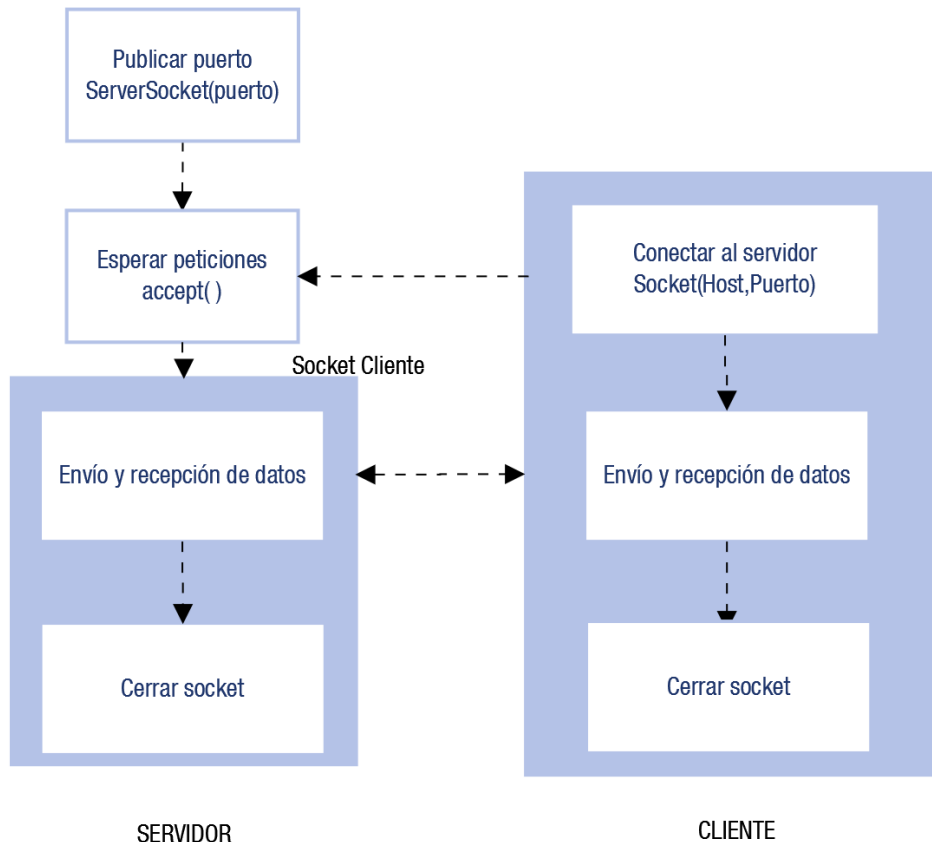 Publicar puerto
ServerSocket(puerto)
Esperar peticiones
accept( )
Conectar al servidor
Socket(Host,Puerto)
Socket Cliente
Envío y recepción de datos
Envío y recepción de datos
Cerrar socket
Cerrar socket
SERVIDOR
CLIENTE